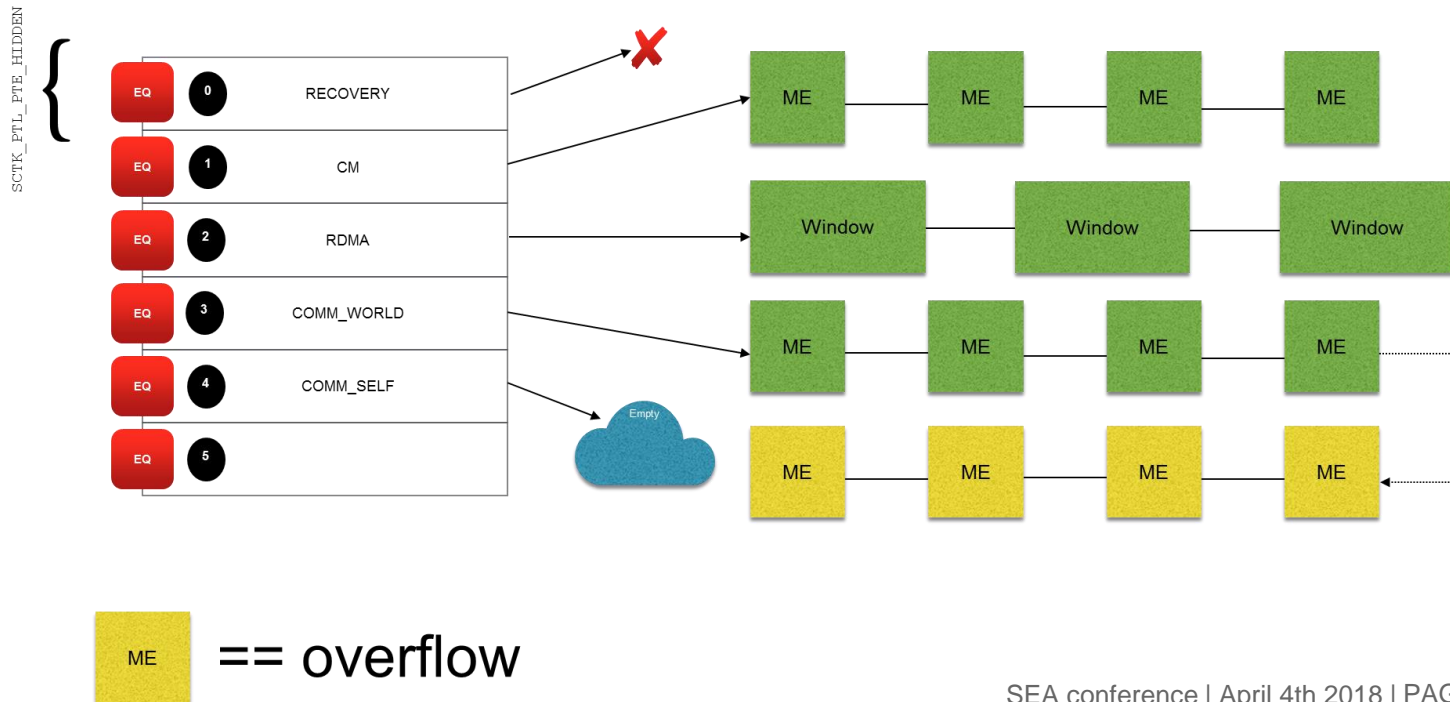 SCTK_PTL_PTE_HIDDEN
EQ 0 RECOVERY
EQ 1 CM
EQ 2 RDMA
EQ 3 COMM_WORLD
EQ 4 COMM_SELF
EQ 5
Empty
ME ME ME ME
Window Window Window
ME ME ME ME
ME ME ME ME
ME == overflow
SEA conference | April 4th 2018 | PAG